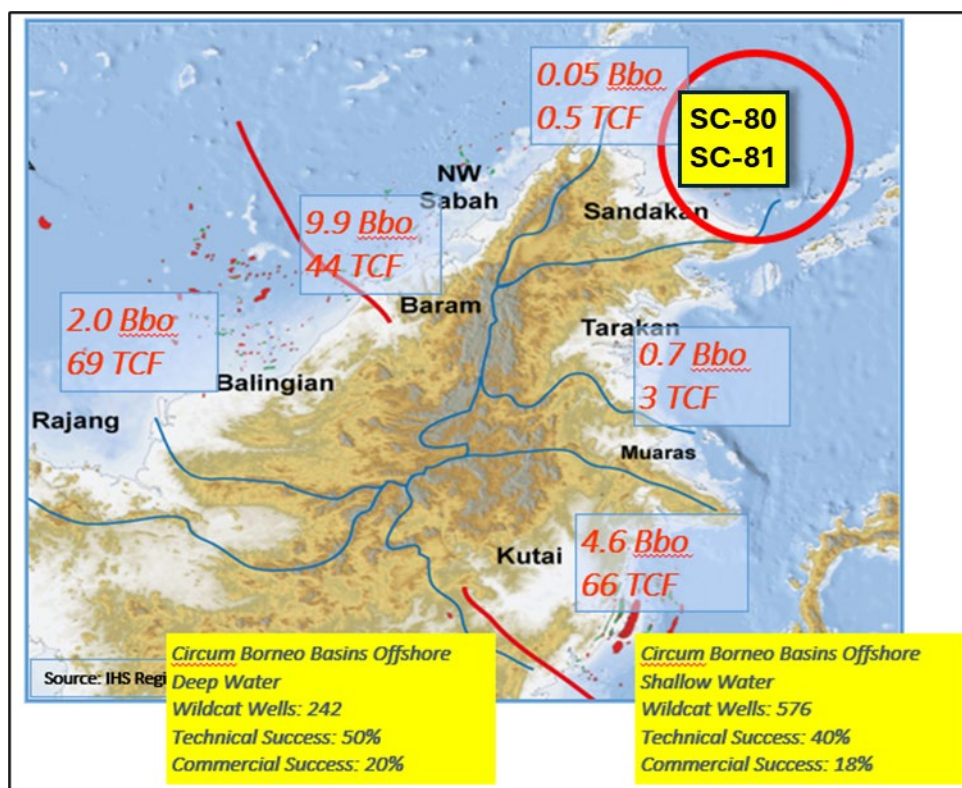 0.05 Bbo
0.5 TCF
SC-80
SC-81
NW
Sabah
Sandakan
9.9 Bbo
44 TCF
Baram
2.0 Bbo
69 TCF
Tarakan
0.7 Bbo
3 TCF
Balingian
Rajang
Muaras
Kutai
4.6 Bbo
66 TCF
Source: IHS
Circum Borneo Basins Offshore
Deep Water
Wildcat Wells: 242
Technical Success: 50%
Commercial Success: 20%
Circum Borneo Basins Offshore
Shallow Water
Wildcat Wells: 576
Technical Success: 40%
Commercial Success: 18%